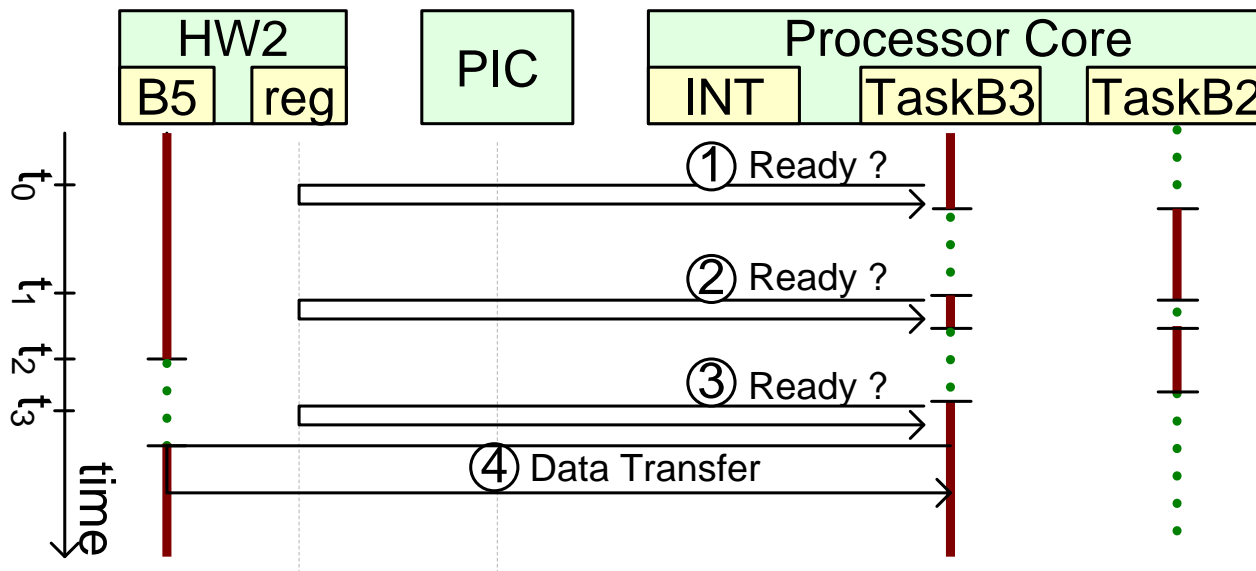 HW2
PIC
Processor Core
B5
reg
INT
TaskB3
TaskB2
t0
1 Ready ?
t1
2 Ready ?
t2
t3
3 Ready ?
4 Data Transfer
time